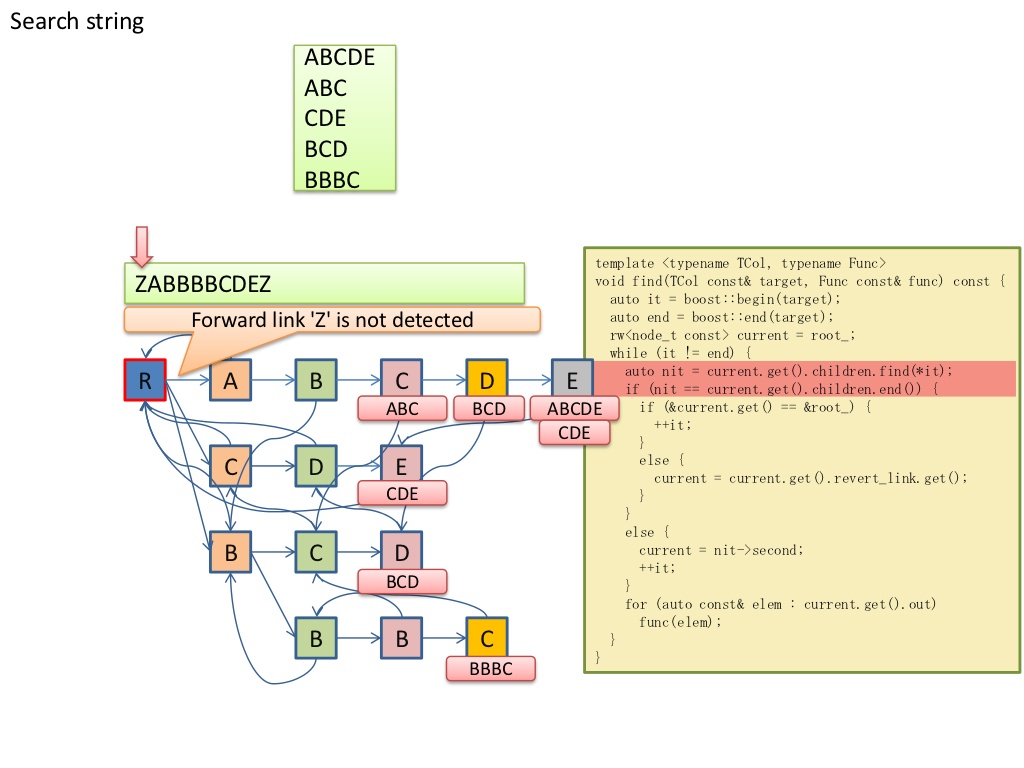 Search string
ABCDE
ABC
CDE
BCD
BBBC
ZABBBBCDEZ
Forward link 'Z' is not detected
R
A
B
C
D
E
ABC
BCD
ABCDE
CDE
C
D
E
CDE
B
C
D
BCD
B
B
C
BBBC
template <typename TCol, typename Func>
void find(TCol const& target, Func const& func) const {
  auto it = boost::begin(target);
  auto end = boost::end(target);
  rw<node_t const> current = root_;
  while (it != end) {
    auto nit = current.get().children.find(*it);
    if (nit == current.get().children.end()) {
      if (&current.get() == &root_) {
        ++it;
      }
      else {
        current = current.get().revert_link.get();
      }
    }
    else {
      current = nit->second;
      ++it;
    }
    for (auto const& elem : current.get().out)
      func(elem);
  }
}